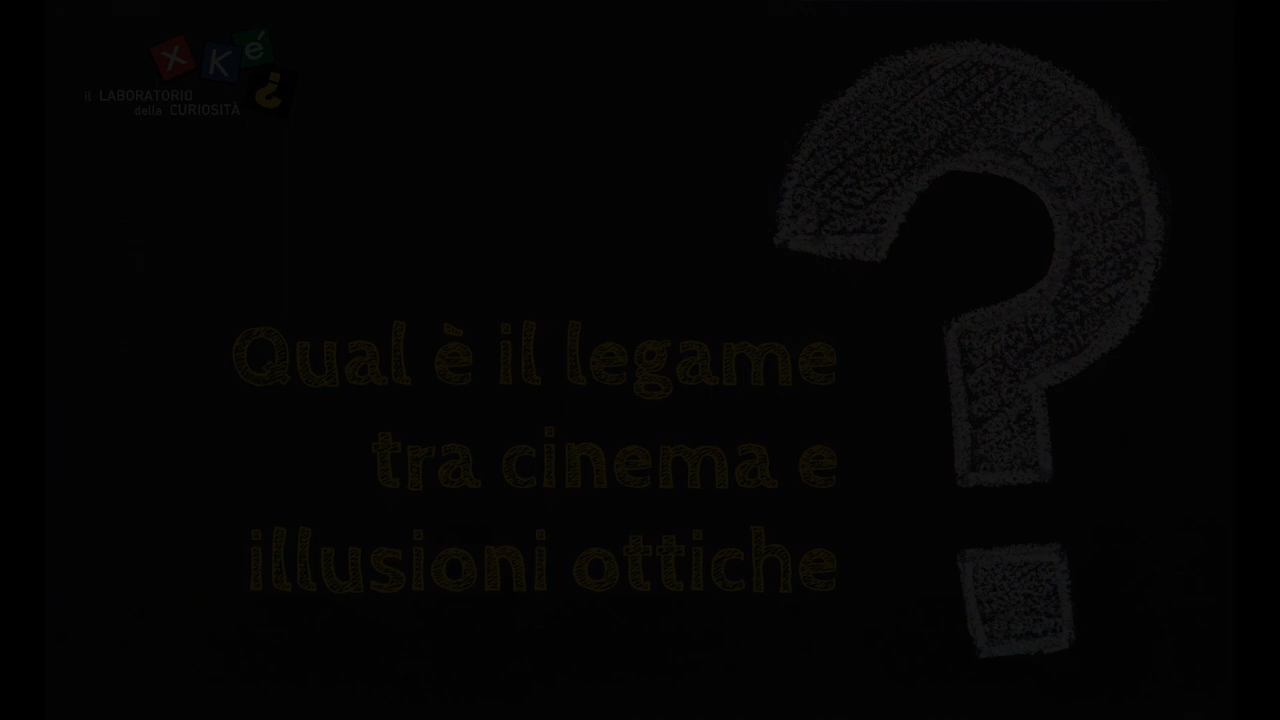 xKé¿
il LABORATORIO
della CURIOSITÀ
Qual è il legame
tra cinema e
illusioni ottiche
?